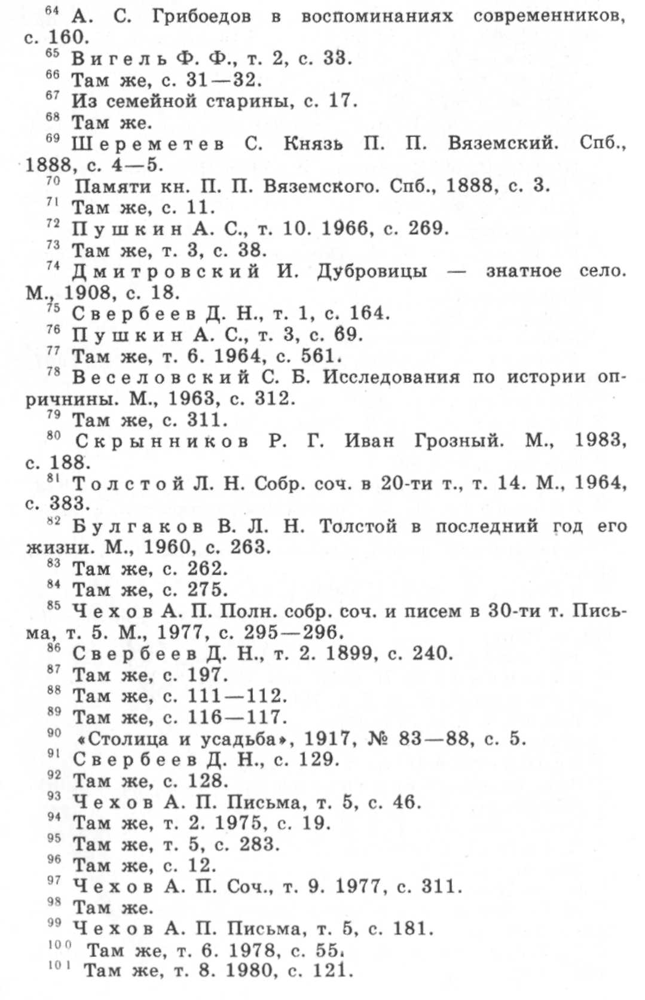 64 А. С. Грибоедов в воспоминаниях современников,
с. 160.
65 Вигель Ф. Ф., т. 2, с. 33.
66 Там же, с. 31—32.
67 Из семейной старины, с. 17.
68 Там же.
69 Шереметев С. Князь П. П. Вяземский. Спб.,
1888, с. 4—5.
70 Памяти кн. П. П. Вяземского. Спб., 1888, с. 3.
71 Там же, с. 11.
72 Пушкин А. С., т. 10. 1966, с. 269.
73 Там же, т. 3, с. 38.
74 Дмитровский И. Дубровицы — знатное село.
М., 1908, с. 18.
75 Свербеев Д. Н., т. 1, с. 164.
76 Пушкин А. С., т. 3, с. 69.
77 Там же, т. 6. 1964, с. 561.
78 Веселовский С. Б. Исследования по истории оп-
ричнины. М., 1963, с. 312.
79 Там же, с. 311.
80 Скрынников Р. Г. Иван Грозный. М., 1983,
с. 188.
81 Толстой Л. Н. Собр. соч. в 20-ти т., т. 14. М., 1964,
с. 383.
82 Булгаков В. Л. Н. Толстой в последний год его
жизни. М., 1960, с. 263.
83 Там же, с. 262.
84 Там же, с. 275.
85 Чехов А. П. Полн. собр. соч. и писем в 30-ти т. Пись-
ма, т. 5. М., 1977, с. 295—296.
86 Свербеев Д. Н., т. 2. 1899, с. 240.
87 Там же, с. 197.
88 Там же, с. 111—112.
89 Там же, с. 116—117.
90 «Столица и усадьба», 1917, № 83—88, с. 5.
91 Свербеев Д. Н., с. 129.
92 Там же, с. 128.
93 Чехов А. П. Письма, т. 5, с. 46.
94 Там же, т. 2. 1975, с. 19.
95 Там же, т. 5, с. 283.
96 Там же, с. 12.
97 Чехов А. П. Соч., т. 9. 1977, с. 311.
98 Там же.
99 Чехов А. П. Письма, т. 5, с. 181.
100 Там же, т. 6. 1978, с. 55.
101 Там же, т. 8. 1980, с. 121.